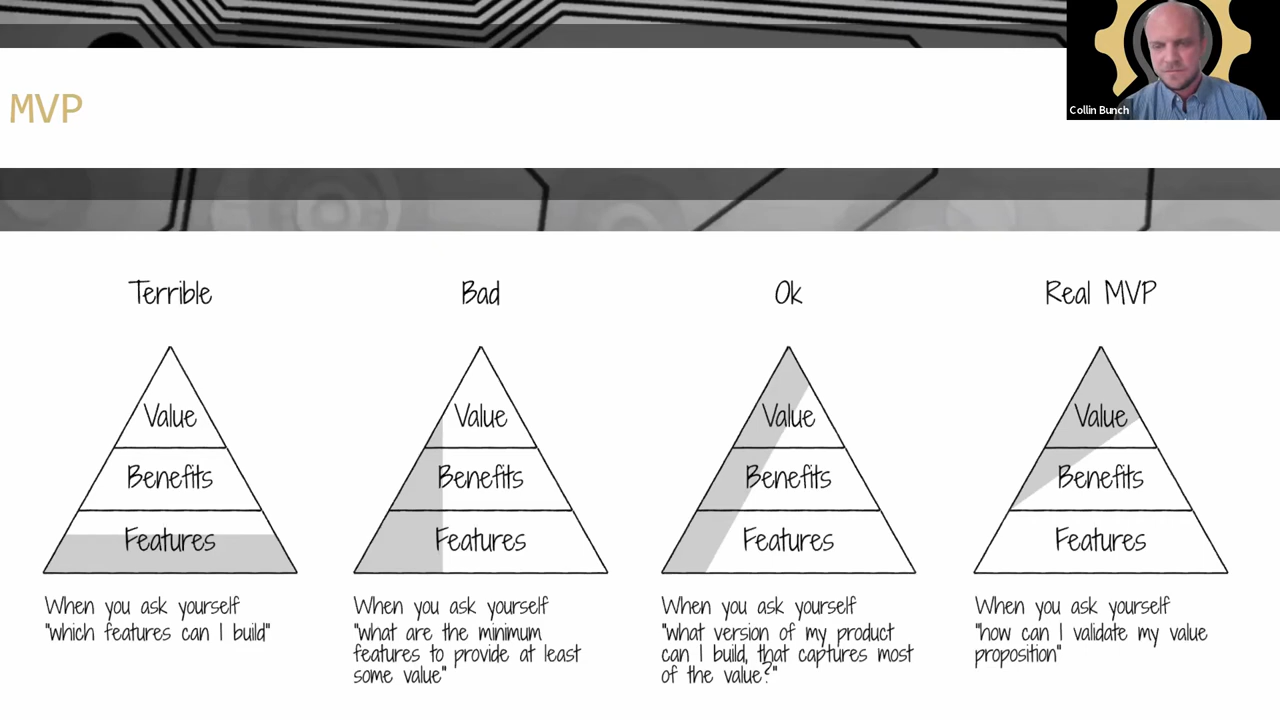 MVP
Collin Bunch
Terrible
Value
Benefits
Features
When you ask yourself
"which features can I build"
Bad
Value
Benefits
Features
When you ask yourself
"what are the minimum
features to provide at least
some value"
Ok
Value
Benefits
Features
When you ask yourself
"what version of my product
can I build, that captures most
of the value?"
Real MVP
Value
Benefits
Features
When you ask yourself
"how can I validate my value
proposition"